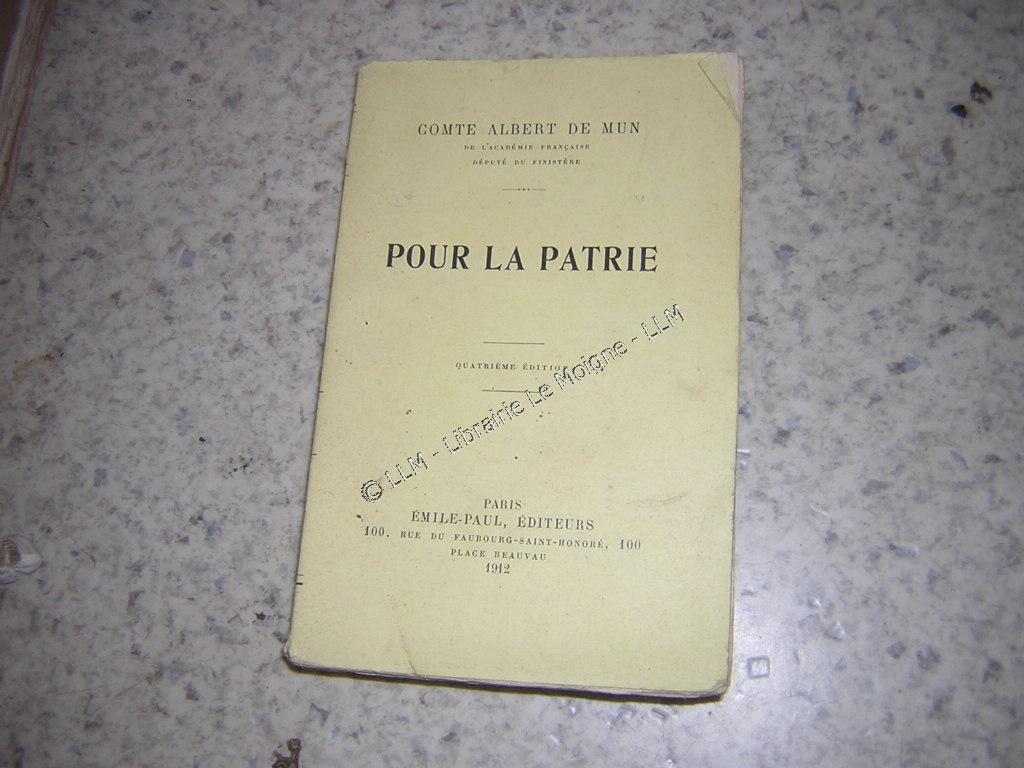 COMTE ALBERT DE MUN
DE L'ACADÉMIE FRANÇAISE
DÉPUTÉ DU FINISTÈRE
POUR LA PATRIE
QUATRIÈME ÉDITION
© LLM - Librairie Le Moigne - LLM
PARIS
ÉMILE-PAUL, ÉDITEURS
100, RUE DU FAUBOURG-SAINT-HONORÉ, 100
PLACE BEAUVAU
1912